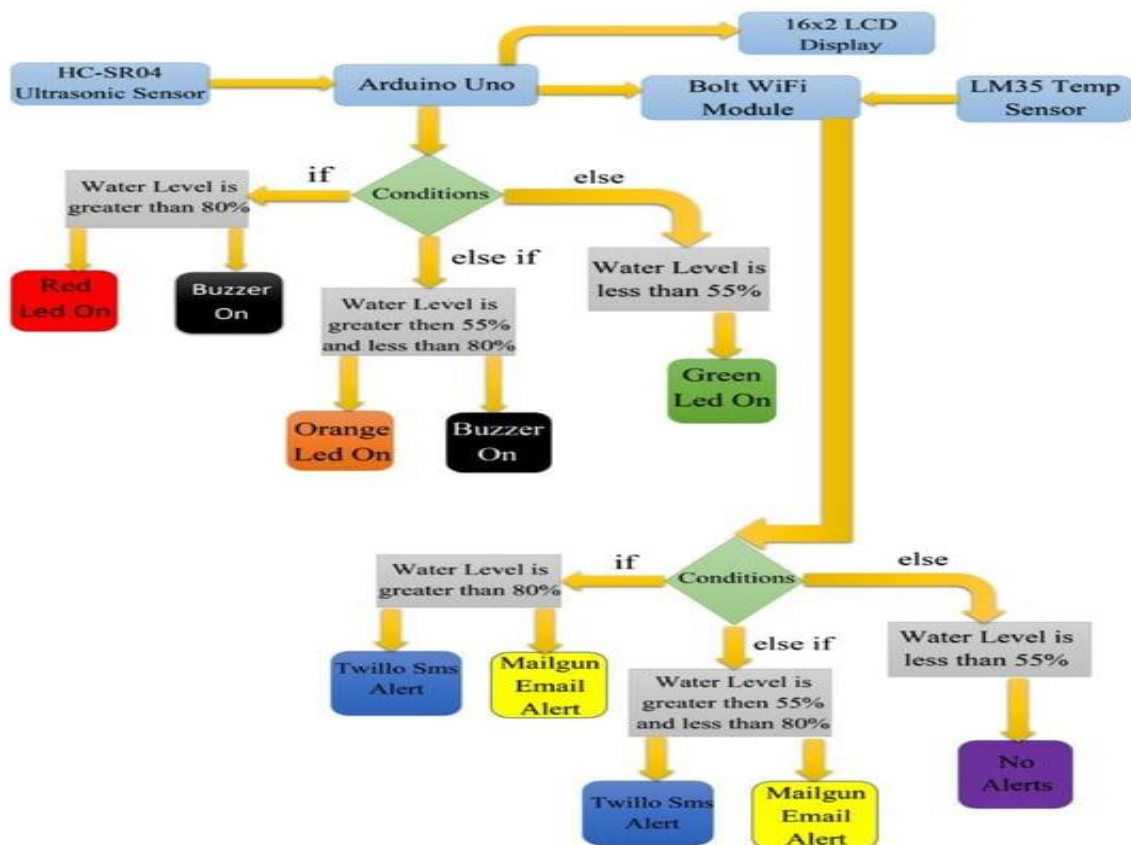 16x2 LCD
Display
HC-SR04
Ultrasonic Sensor
Arduino Uno
Bolt WiFi
Module
LM35 Temp
Sensor
if
Water Level is
greater than 80%
Conditions
else
Red
Led On
Buzzer
On
else if
Water Level is
less than 55%
Water Level is
greater then 55%
and less than 80%
Green
Led On
Orange
Led On
Buzzer
On
if
Water Level is
greater than 80%
Conditions
else
Twillo Sms
Alert
Mailgun
Email
Alert
else if
Water Level is
less than 55%
Water Level is
greater then 55%
and less than 80%
No
Alerts
Twillo Sms
Alert
Mailgun
Email
Alert